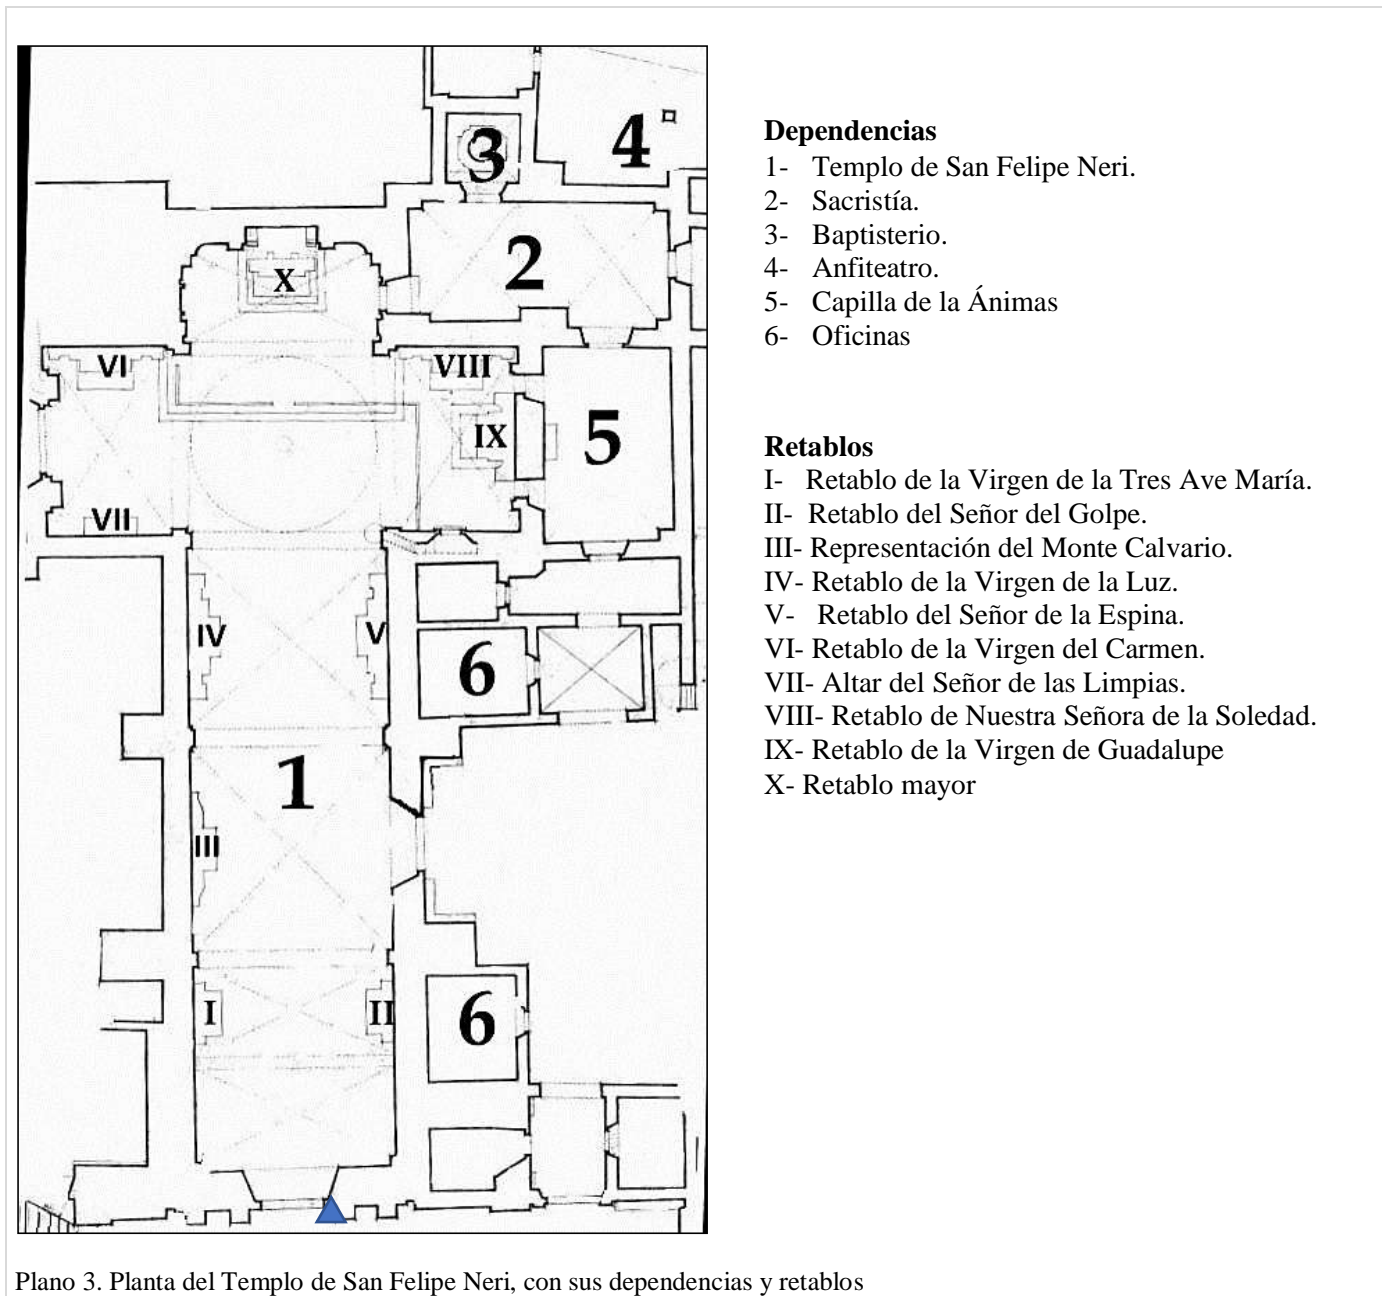 3
4
2
X
VI
VIII
IX
5
VII
IV
V
6
1
III
I
II
6
Dependencias
1- Templo de San Felipe Neri.
2- Sacristía.
3- Baptisterio.
4- Anfiteatro.
5- Capilla de la Ánimas
6- Oficinas
Retablos
I- Retablo de la Virgen de la Tres Ave María.
II- Retablo del Señor del Golpe.
III- Representación del Monte Calvario.
IV- Retablo de la Virgen de la Luz.
V- Retablo del Señor de la Espina.
VI- Retablo de la Virgen del Carmen.
VII- Altar del Señor de las Limpias.
VIII- Retablo de Nuestra Señora de la Soledad.
IX- Retablo de la Virgen de Guadalupe
X- Retablo mayor
Plano 3. Planta del Templo de San Felipe Neri, con sus dependencias y retablos